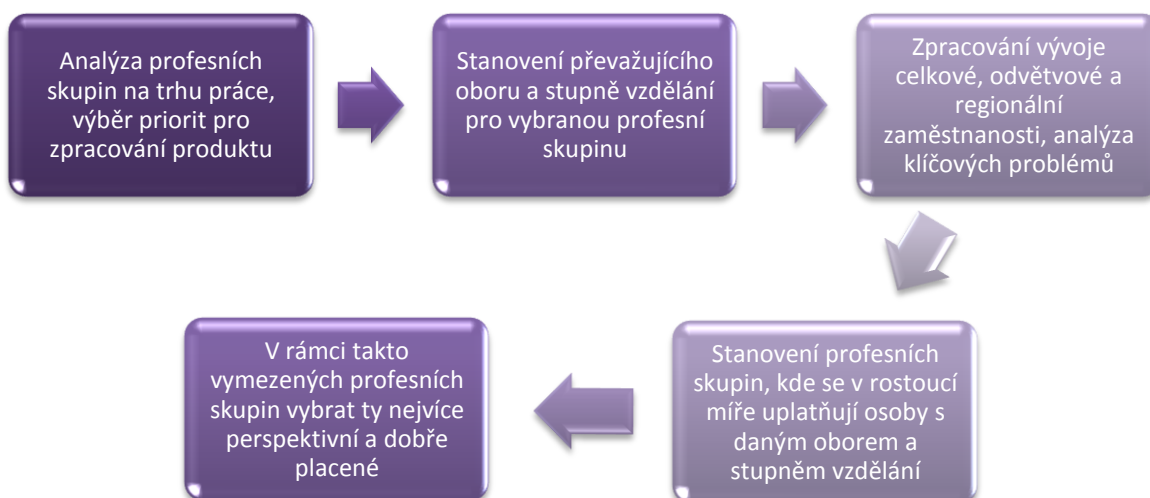 Analýza profesních
skupin na trhu práce,
výběr priorit pro
zpracování produktu
Stanovení převažujícího
oboru a stupně vzdělání
pro vybranou profesní
skupinu
Zpracování vývoje
celkové, odvětvové a
regionální
zaměstnanosti, analýza
klíčových problémů
Stanovení profesních
skupin, kde se v rostoucí
míře uplatňují osoby s
daným oborem a
stupněm vzdělání
V rámci takto
vymezených profesních
skupin vybrat ty nejvíce
perspektivní a dobře
placené